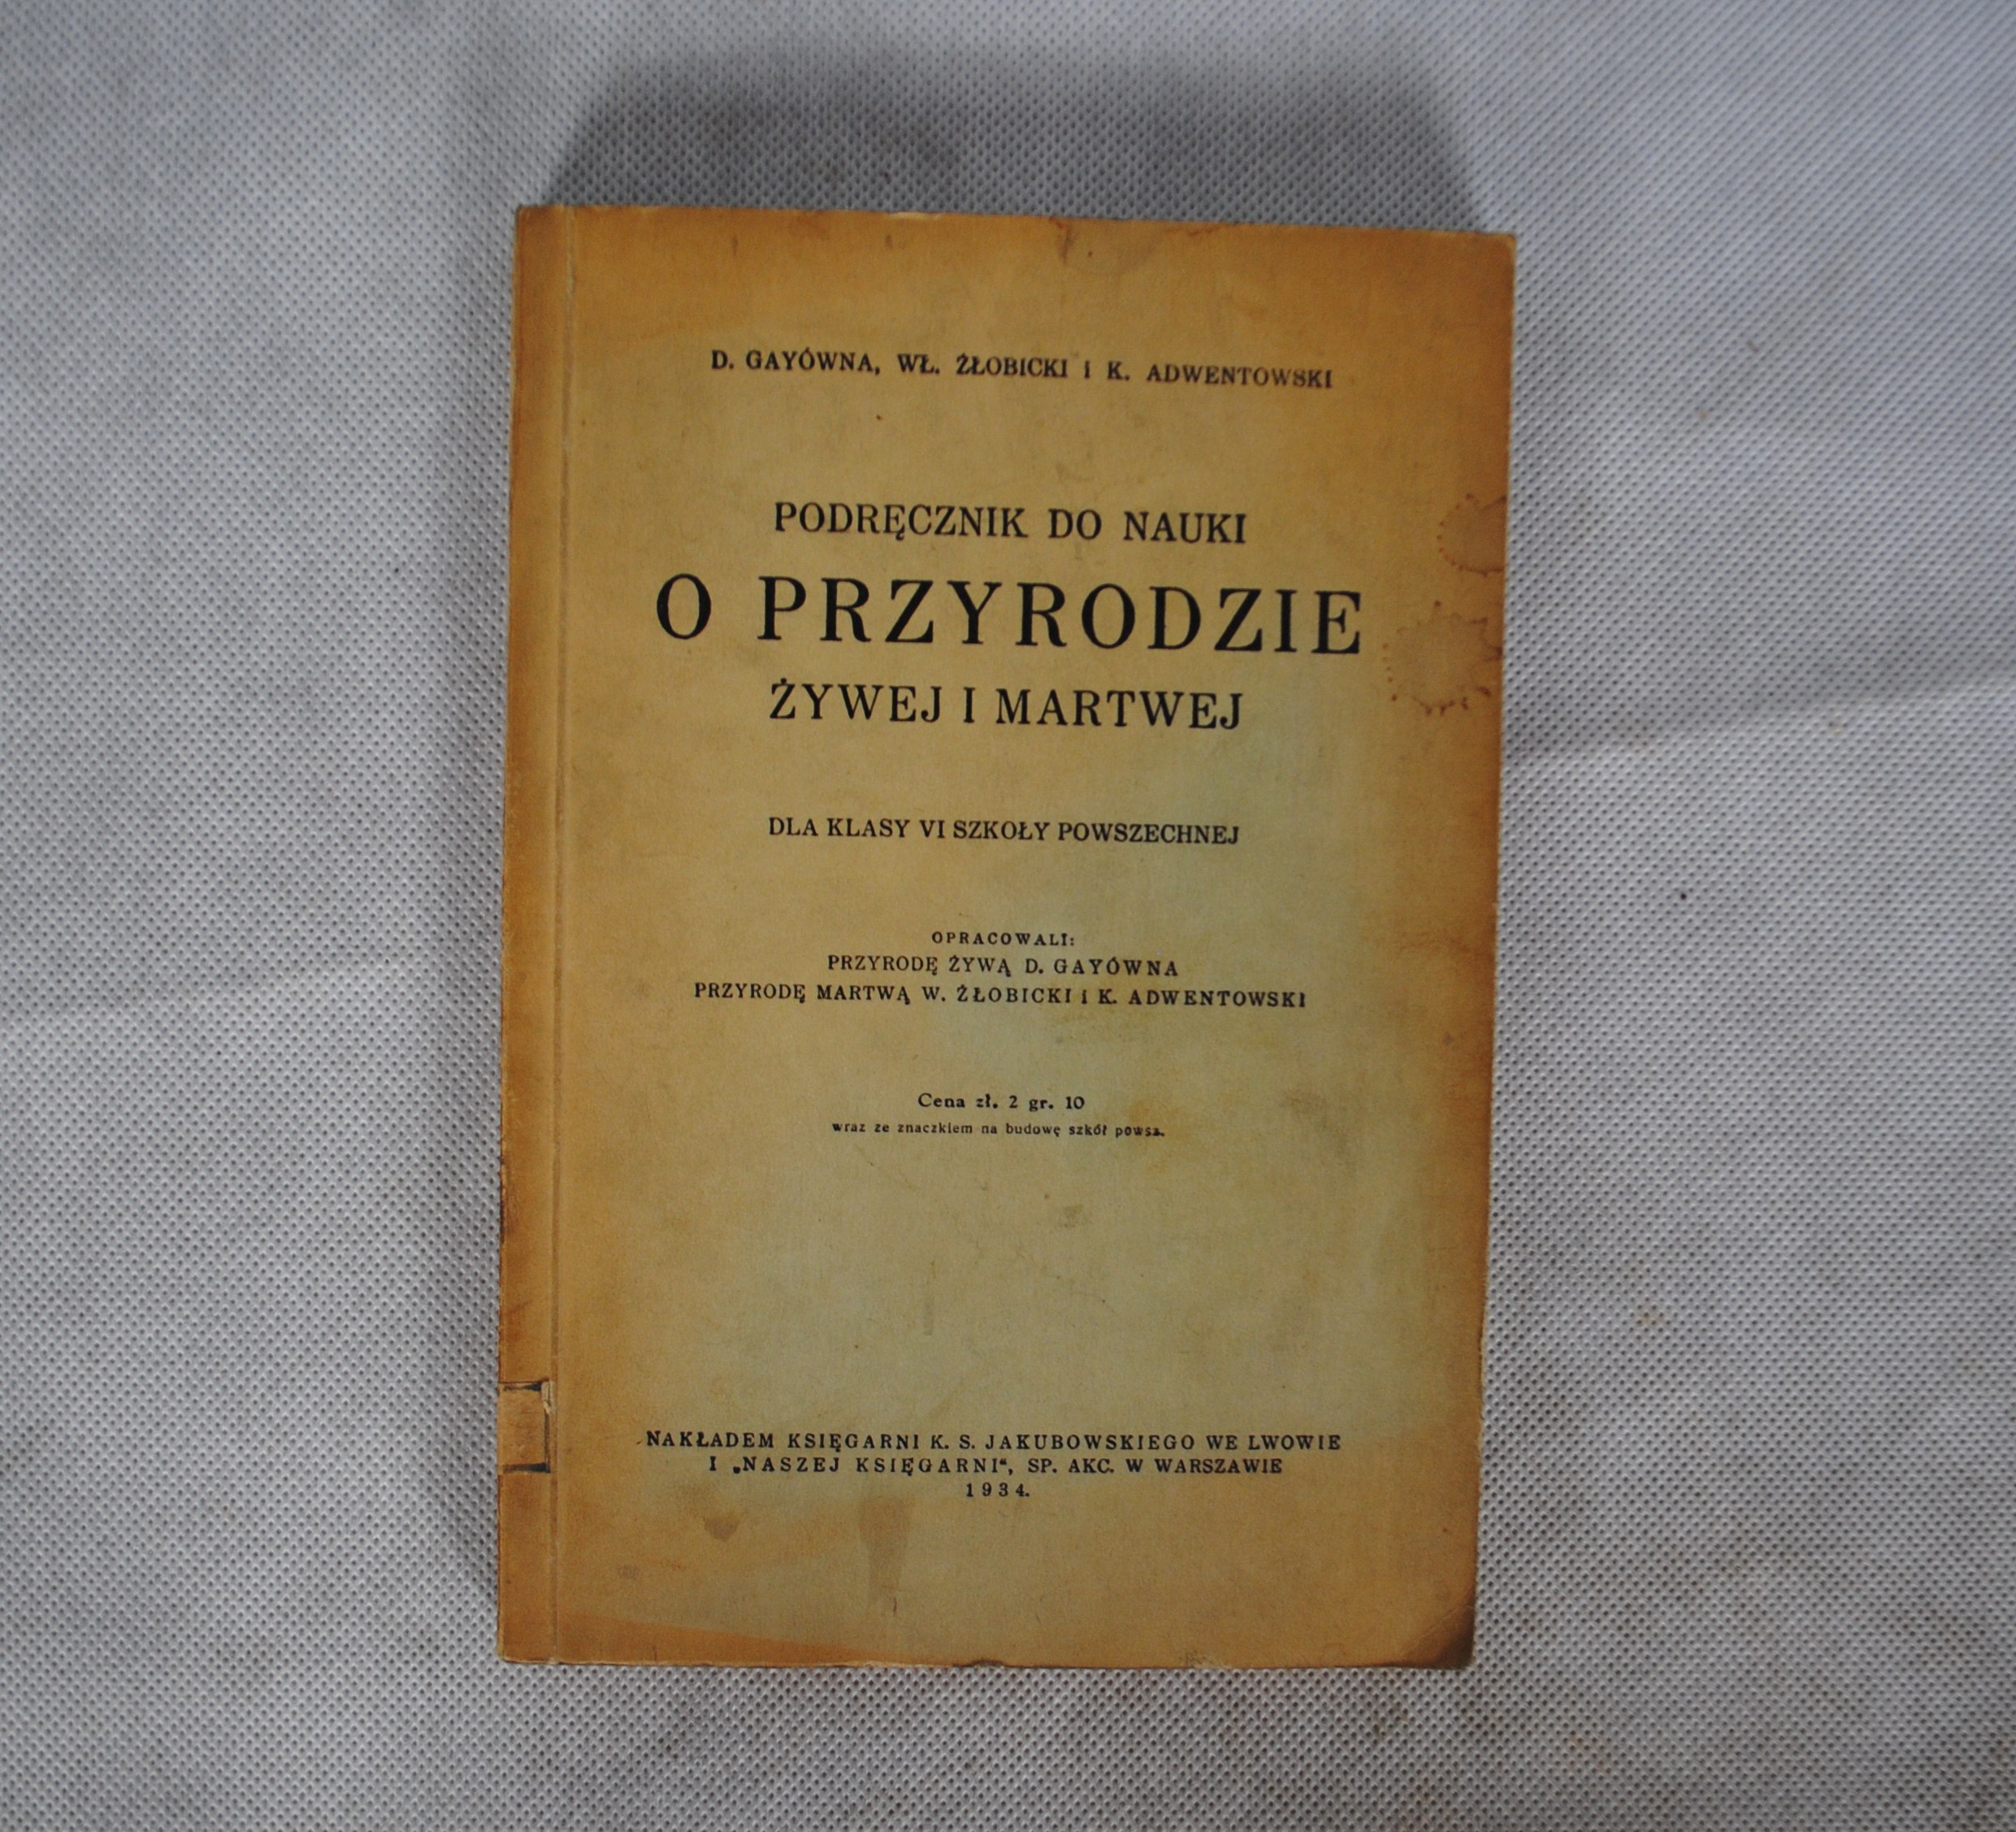 D. GAYÓWNA, WŁ. ŻŁOBICKI i K. ADWENTOWSKI
PODRĘCZNIK DO NAUKI
O PRZYRODZIE
ŻYWEJ I MARTWEJ
DLA KLASY VI SZKOŁY POWSZECHNEJ
OPRACOWALI:
PRZYRODĘ ŻYWĄ D. GAYÓWNA
PRZYRODĘ MARTWĄ W. ŻŁOBICKI i K. ADWENTOWSKI
Cena zł. 2 gr. 10
wraz ze znaczkiem na budowę szkół powsz.
NAKŁADEM KSIĘGARNI K. S. JAKUBOWSKIEGO WE LWOWIE
I „NASZEJ KSIĘGARNI“, SP. AKC. W WARSZAWIE
1934.